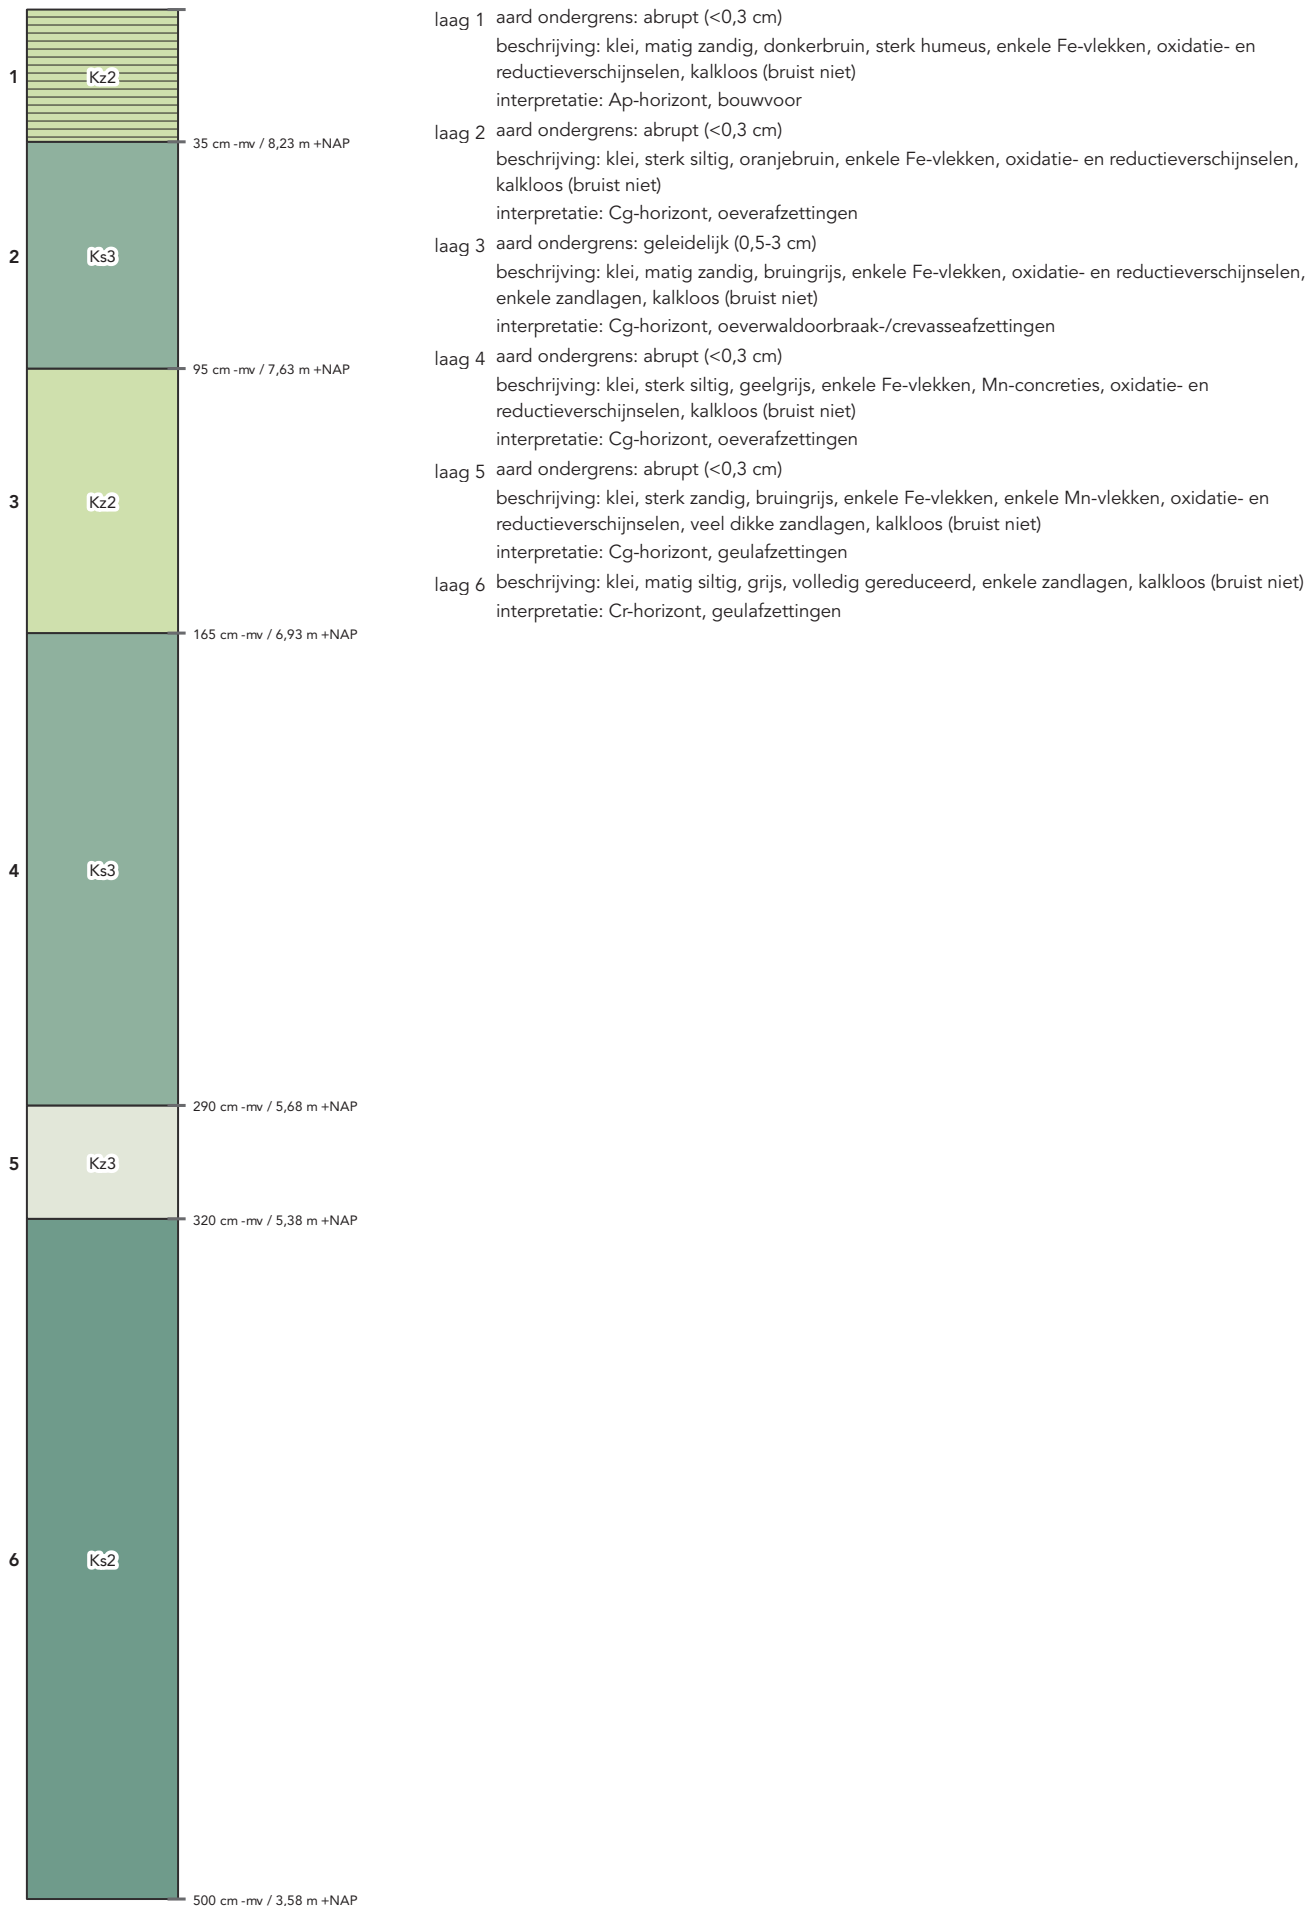 1
Kz2
35 cm -mv / 8,23 m +NAP
2
Ks3
95 cm -mv / 7,63 m +NAP
3
Kz2
165 cm -mv / 6,93 m +NAP
4
Ks3
290 cm -mv / 5,68 m +NAP
5
Kz3
320 cm -mv / 5,38 m +NAP
6
Ks2
500 cm -mv / 3,58 m +NAP
laag 1 aard ondergrens: abrupt (<0,3 cm)
beschrijving: klei, matig zandig, donkerbruin, sterk humeus, enkele Fe-vlekken, oxidatie- en
reductieverschijnselen, kalkloos (bruist niet)
interpretatie: Ap-horizont, bouwvoor
laag 2 aard ondergrens: abrupt (<0,3 cm)
beschrijving: klei, sterk siltig, oranjebruin, enkele Fe-vlekken, oxidatie- en reductieverschijnselen,
kalkloos (bruist niet)
interpretatie: Cg-horizont, oeverafzettingen
laag 3 aard ondergrens: geleidelijk (0,5-3 cm)
beschrijving: klei, matig zandig, bruingrijs, enkele Fe-vlekken, oxidatie- en reductieverschijnselen,
enkele zandlagen, kalkloos (bruist niet)
interpretatie: Cg-horizont, oeverwaldoorbraak-/crevasseafzettingen
laag 4 aard ondergrens: abrupt (<0,3 cm)
beschrijving: klei, sterk siltig, geelgrijs, enkele Fe-vlekken, Mn-concreties, oxidatie- en
reductieverschijnselen, kalkloos (bruist niet)
interpretatie: Cg-horizont, oeverafzettingen
laag 5 aard ondergrens: abrupt (<0,3 cm)
beschrijving: klei, sterk zandig, bruingrijs, enkele Fe-vlekken, enkele Mn-vlekken, oxidatie- en
reductieverschijnselen, veel dikke zandlagen, kalkloos (bruist niet)
interpretatie: Cg-horizont, geulafzettingen
laag 6 beschrijving: klei, matig siltig, grijs, volledig gereduceerd, enkele zandlagen, kalkloos (bruist niet)
interpretatie: Cr-horizont, geulafzettingen